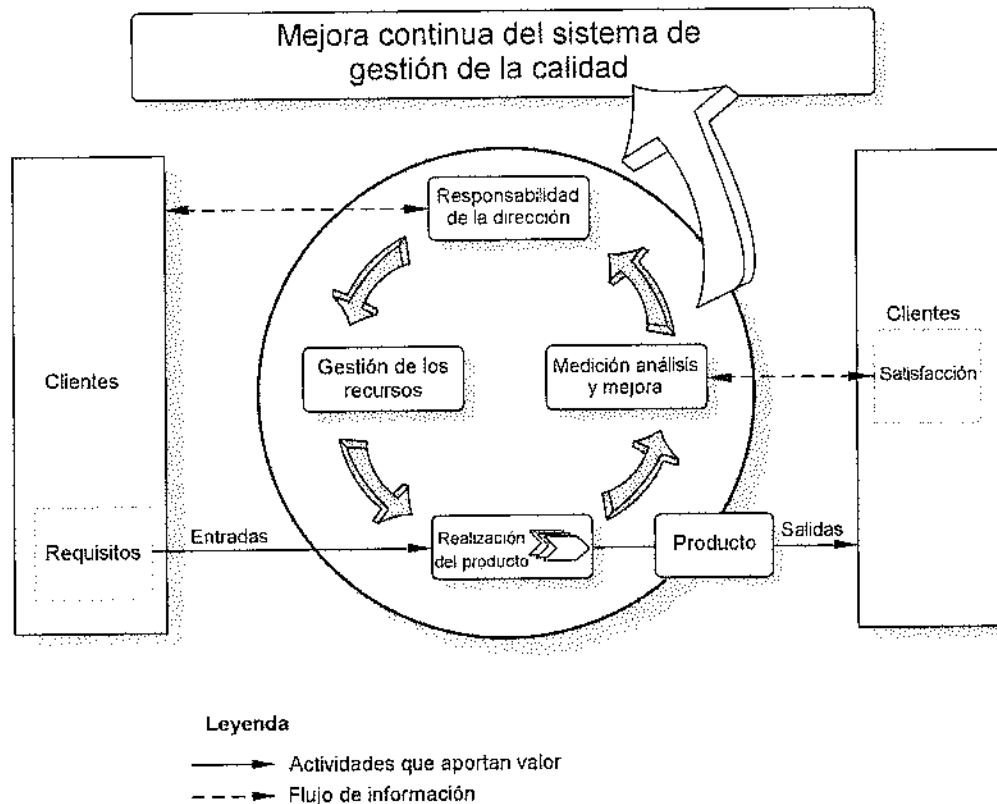 Mejora continua del sistema de
gestión de la calidad
Responsabilidad
de la dirección
Clientes
Gestión de los
recursos
Medición análisis
y mejora
Clientes
Satisfacción
Requisitos
Entradas
Realización
del producto
Producto
Salidas
Leyenda
Actividades que aportan valor
Flujo de información